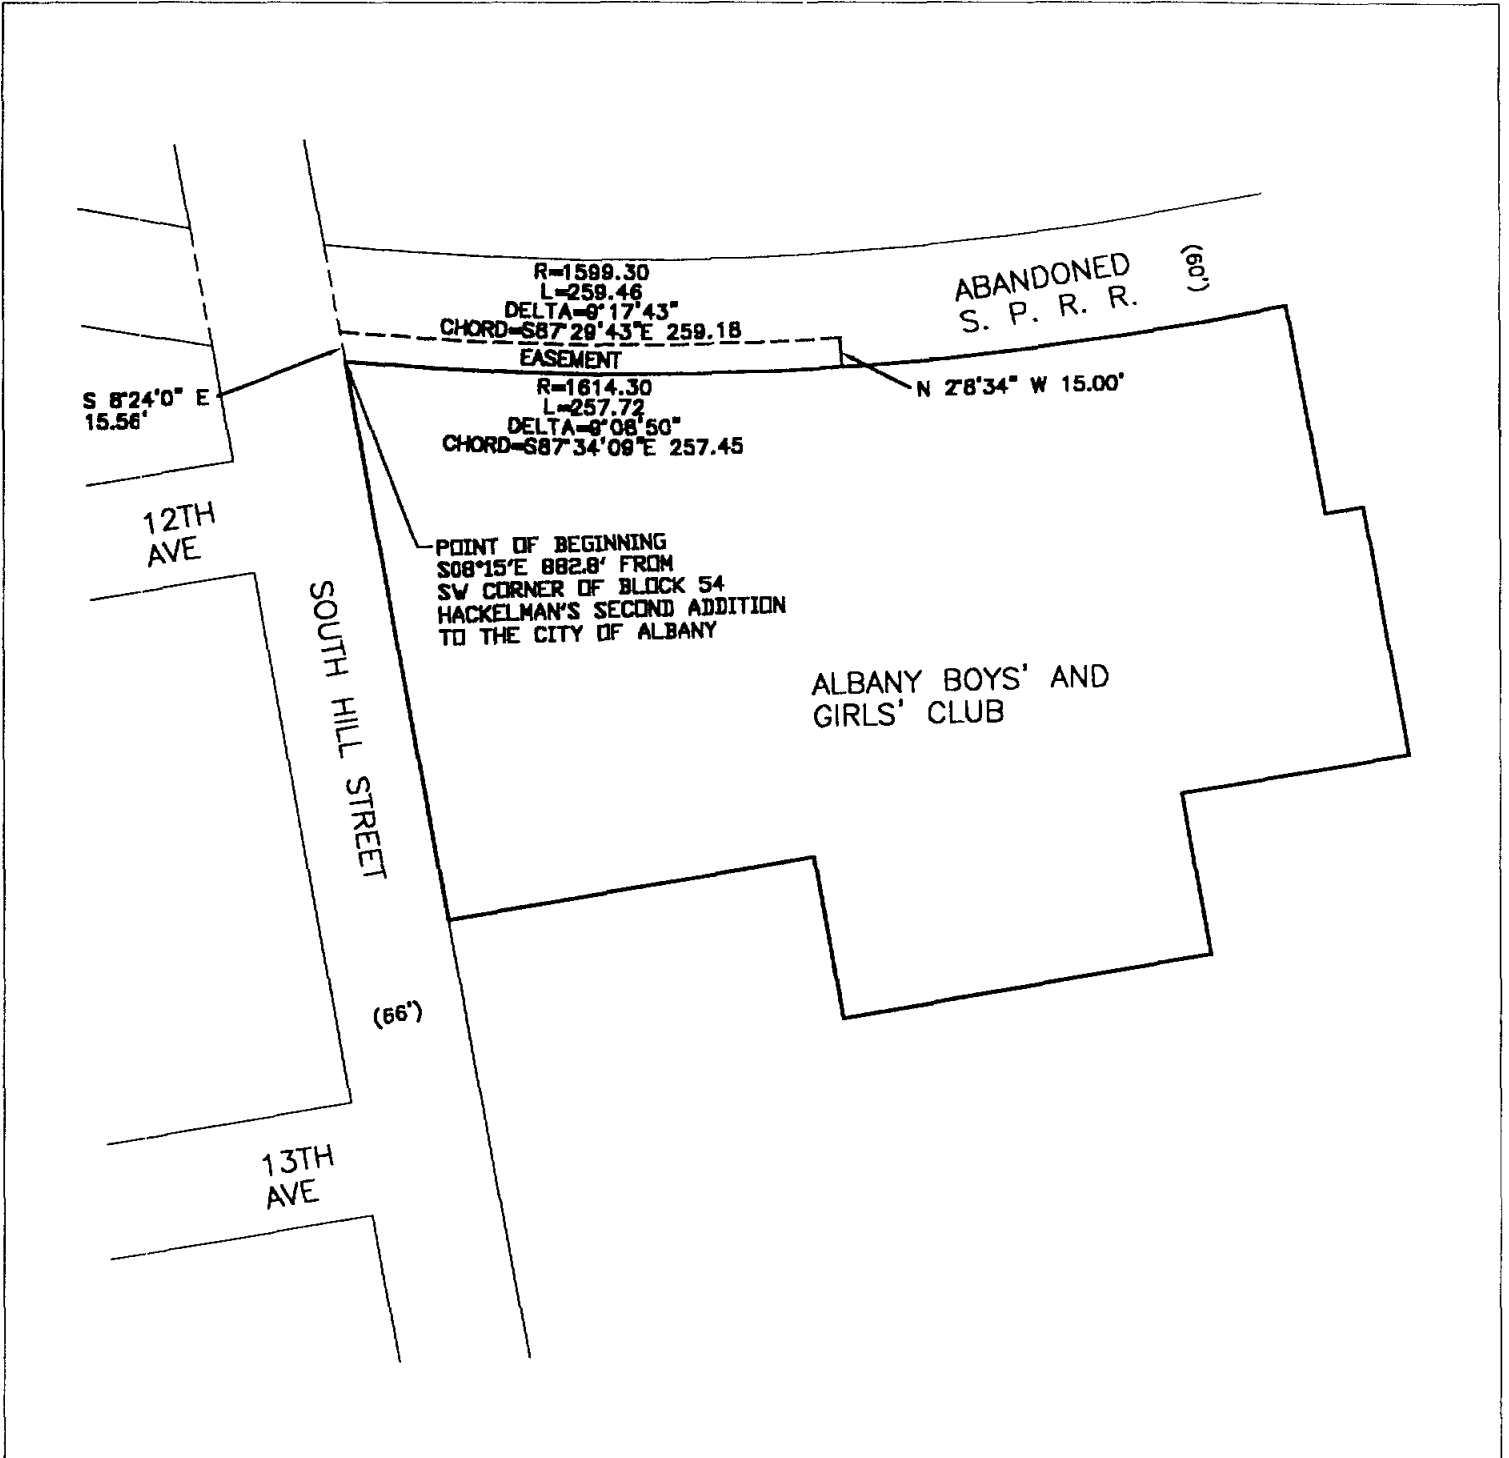 R=1599.30
L=259.46
DELTA=9°17'43"
CHORD=S87°29'43"E 259.18
EASEMENT
R=1614.30
L=257.72
DELTA=9°08'50"
CHORD=S87°34'09"E 257.45
ABANDONED
S. P. R. R.
(60')
N 2°8'34" W 15.00'
S 8°24'0" E
15.56'
12TH
AVE
POINT OF BEGINNING
S08°15'E 882.8' FROM
SW CORNER OF BLOCK 54
HACKELMAN'S SECOND ADDITION
TO THE CITY OF ALBANY
SOUTH HILL STREET
ALBANY BOYS' AND
GIRLS' CLUB
(66')
13TH
AVE